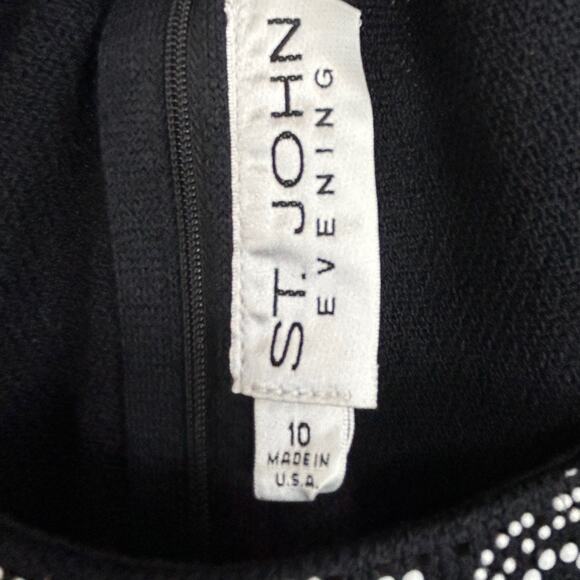 ST. JOHN
EVENING
10
MADE IN
U.S.A.